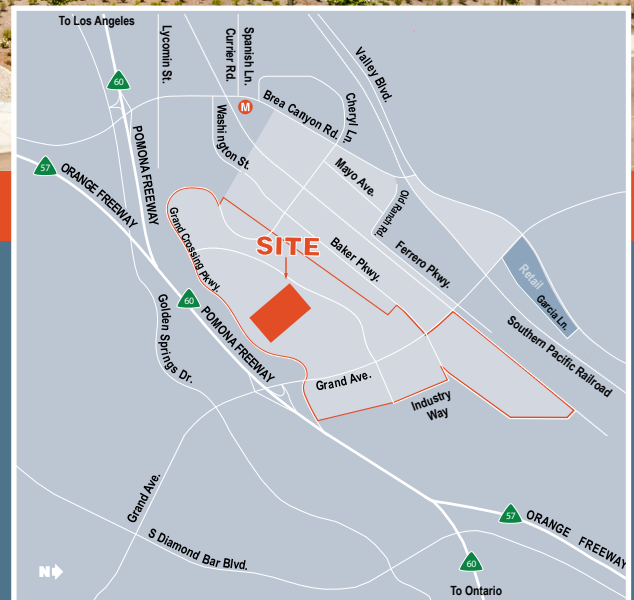 To Los Angeles
60
Lycomin St.
Currier Rd.
Spanish Ln.
Valley Blvd.
M
Brea Canyon Rd.
Cheryl Ln.
Washington St.
POMONA FREEWAY
57
ORANGE FREEWAY
Mayo Ave.
Old Ranch Rd.
Grand Crossing Pkwy.
SITE
Baker Pkwy.
Ferrero Pkwy.
Retail
Garcia Ln.
60
POMONA FREEWAY
Golden Springs Dr.
Southern Pacific Railroad
Grand Ave.
Industry
Way
Grand Ave.
S Diamond Bar Blvd.
57
ORANGE FREEWAY
N
60
To Ontario